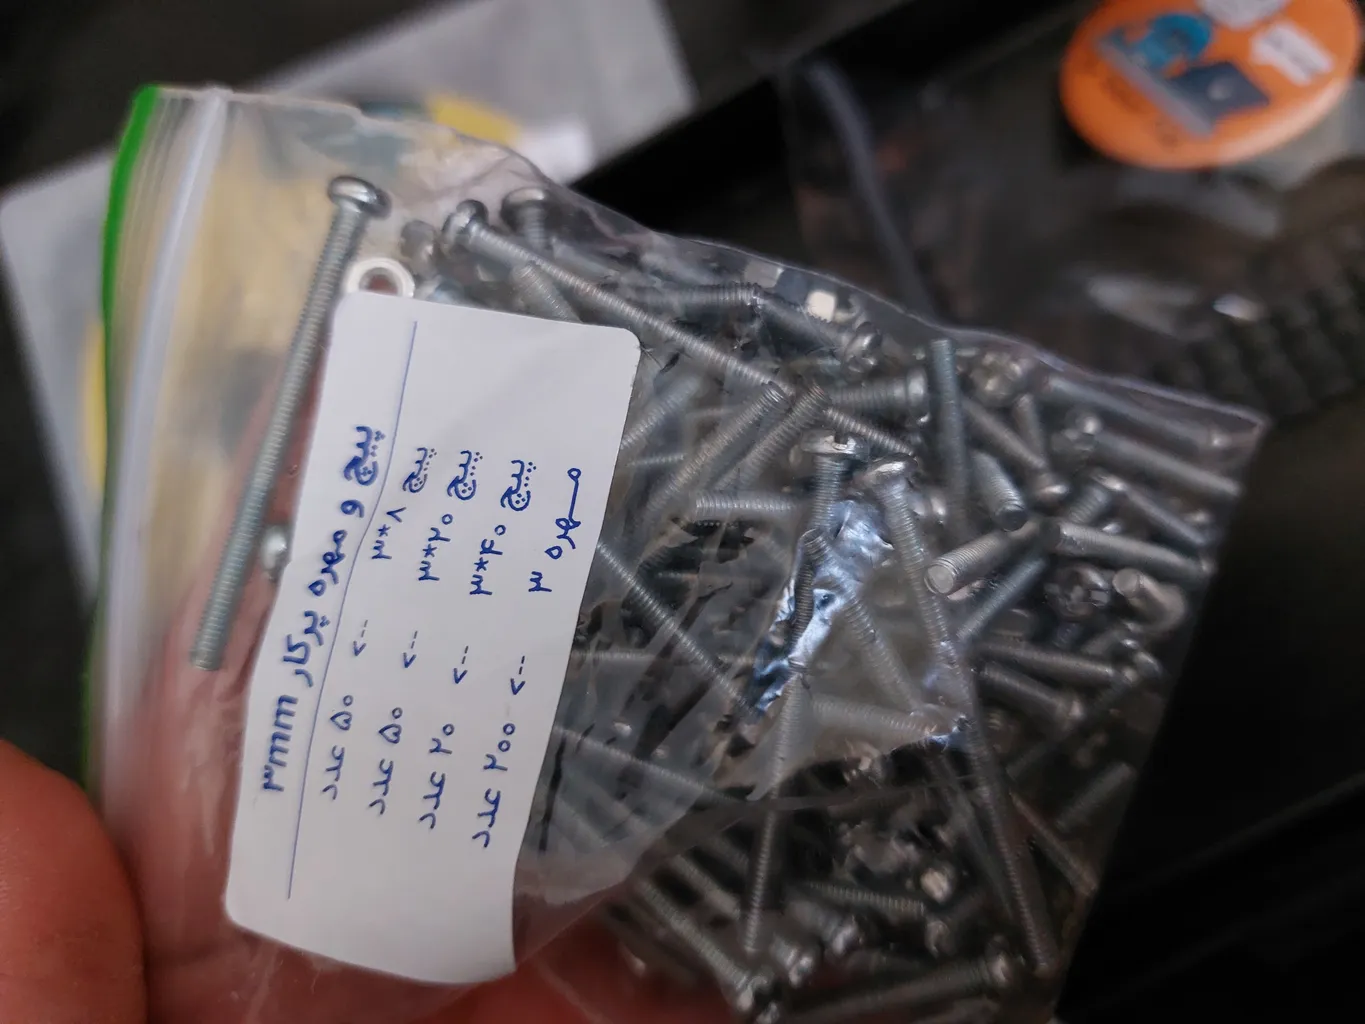 پیچ و مهره پرکار ۳mm
پیچ ۳*۸ --> ۵۰ عدد
پیچ ۳*۲۰ --> ۵۰ عدد
پیچ ۳*۴۰ --> ۲۰ عدد
مهره ۳ --> ۲۰۰ عدد